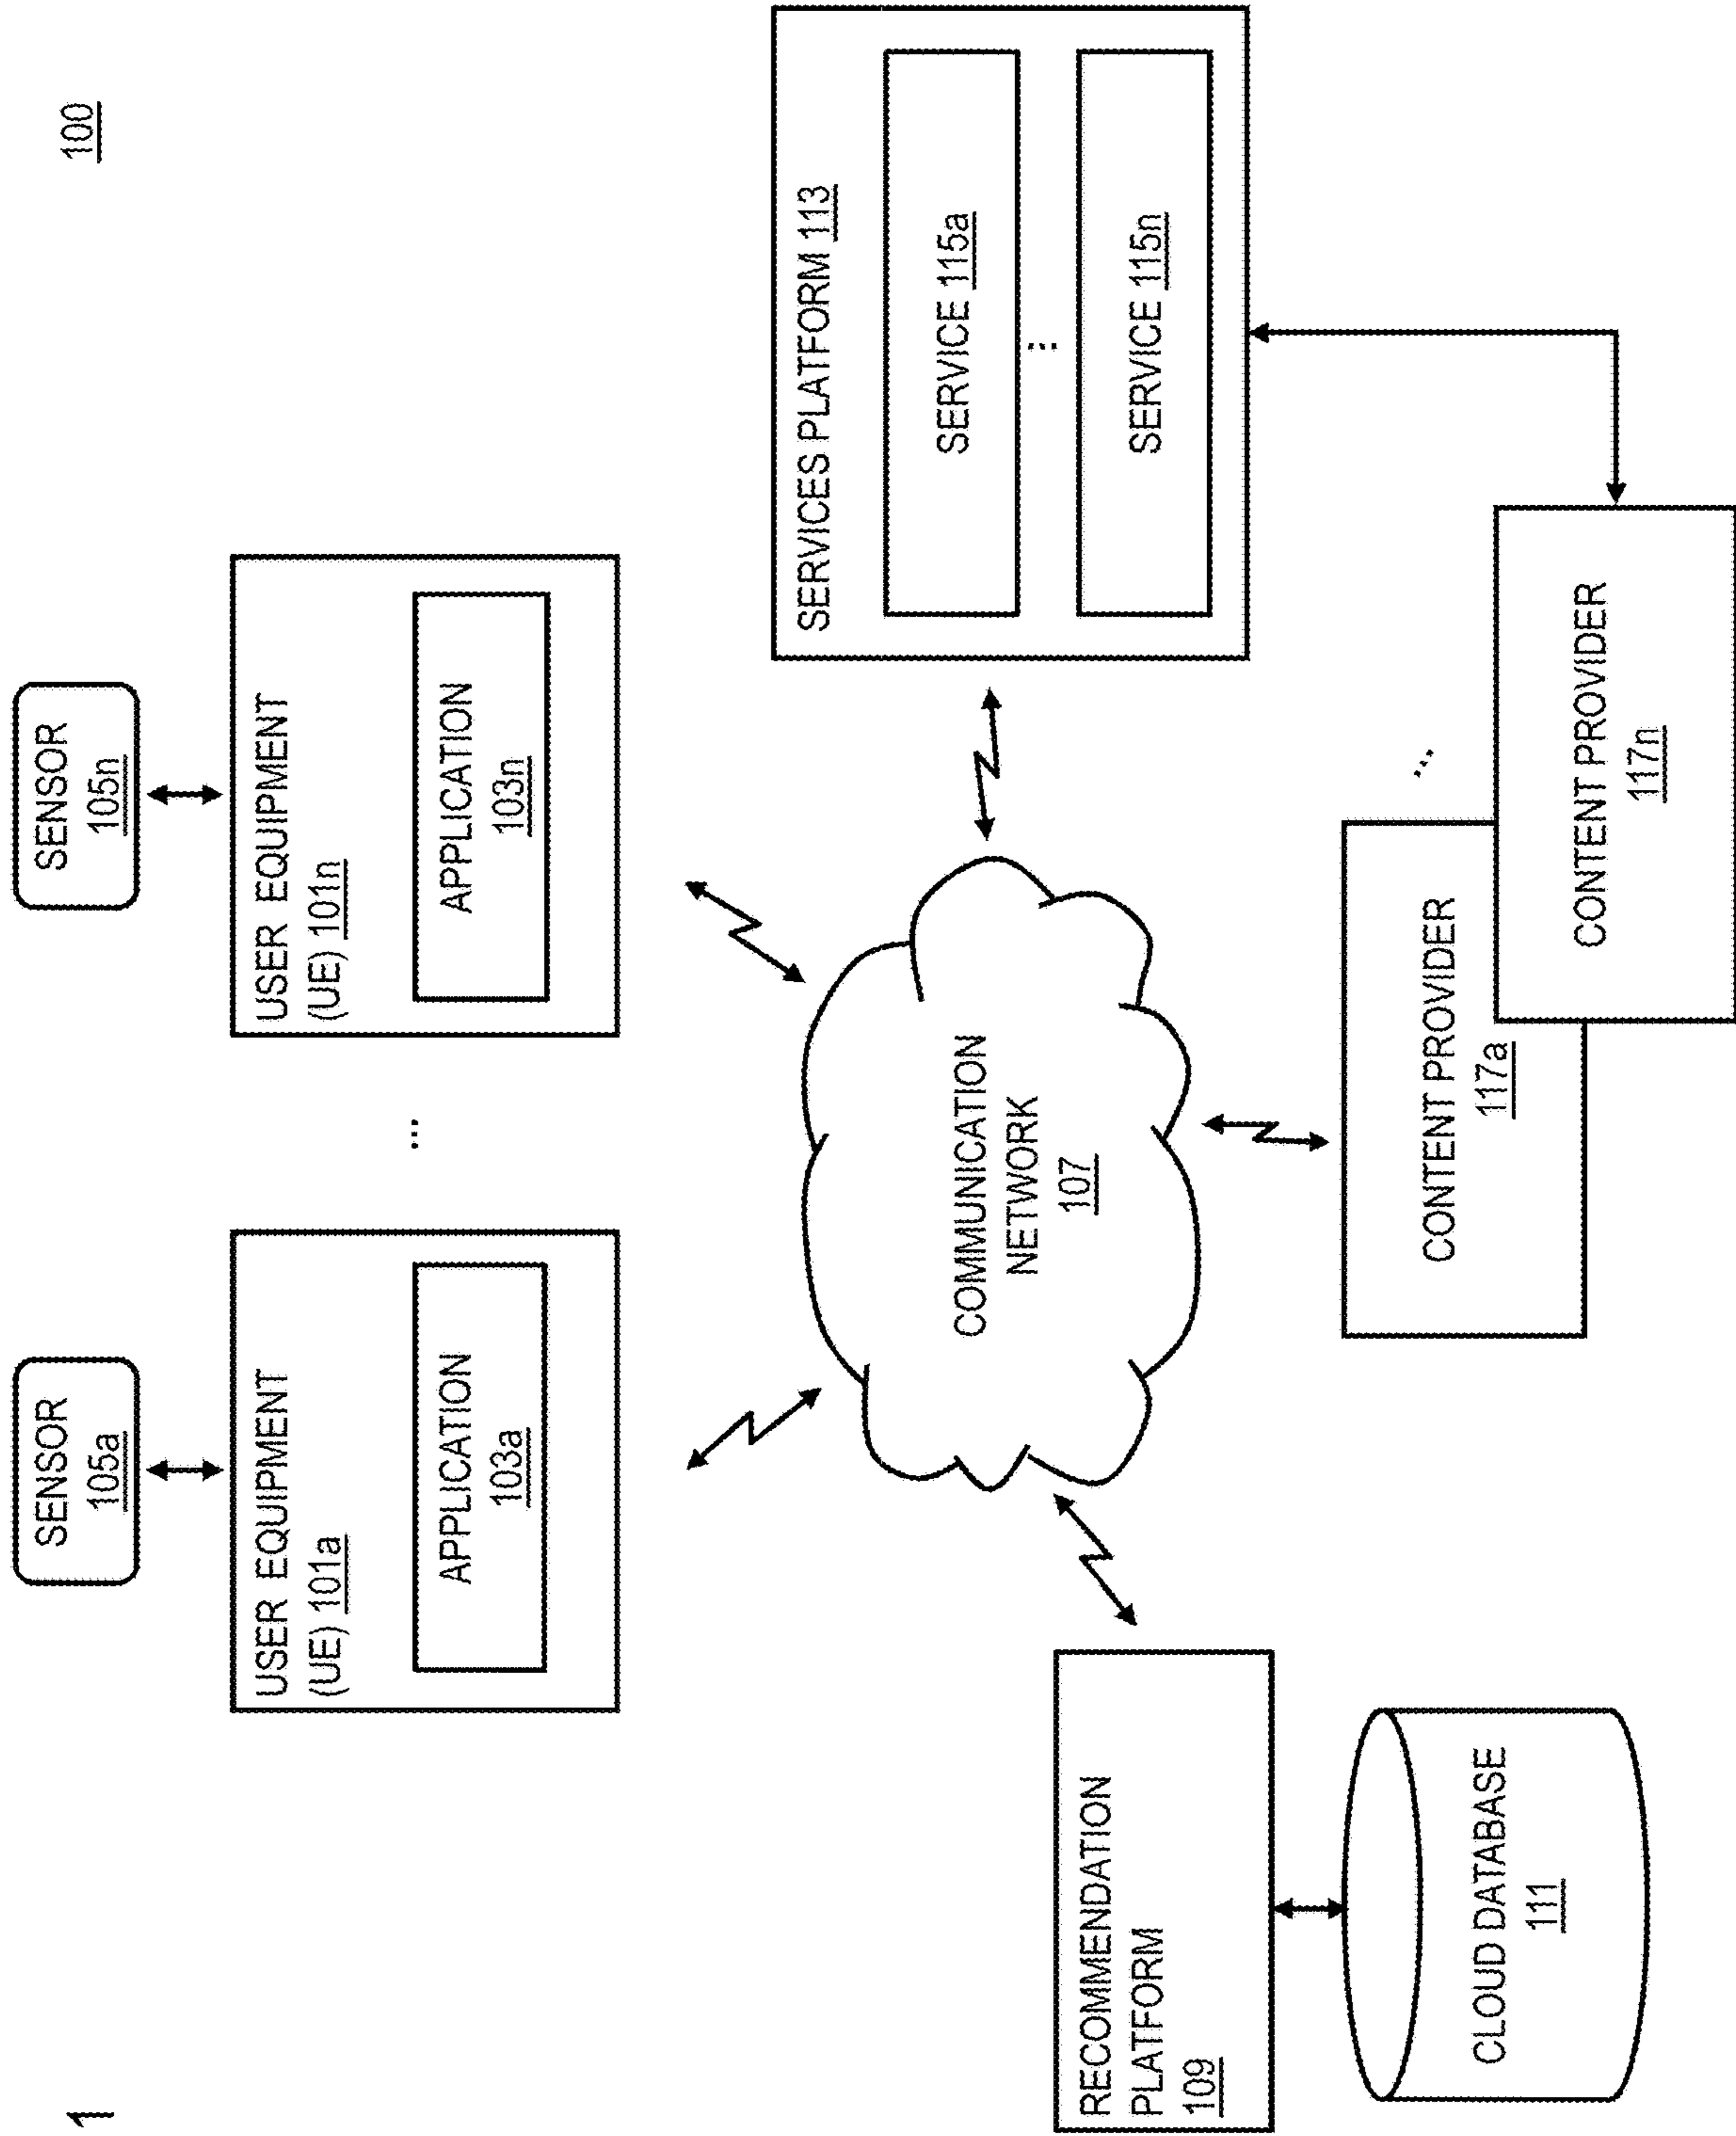 1
100
SENSOR
105a
SENSOR
105n
USER EQUIPMENT
(UE) 101a
APPLICATION
103a
...
USER EQUIPMENT
(UE) 101n
APPLICATION
103n
COMMUNICATION
NETWORK
107
SERVICES PLATFORM 113
SERVICE 115a
...
SERVICE 115n
RECOMMENDATION
PLATFORM
109
CLOUD DATABASE
111
CONTENT PROVIDER
117a
...
CONTENT PROVIDER
117n